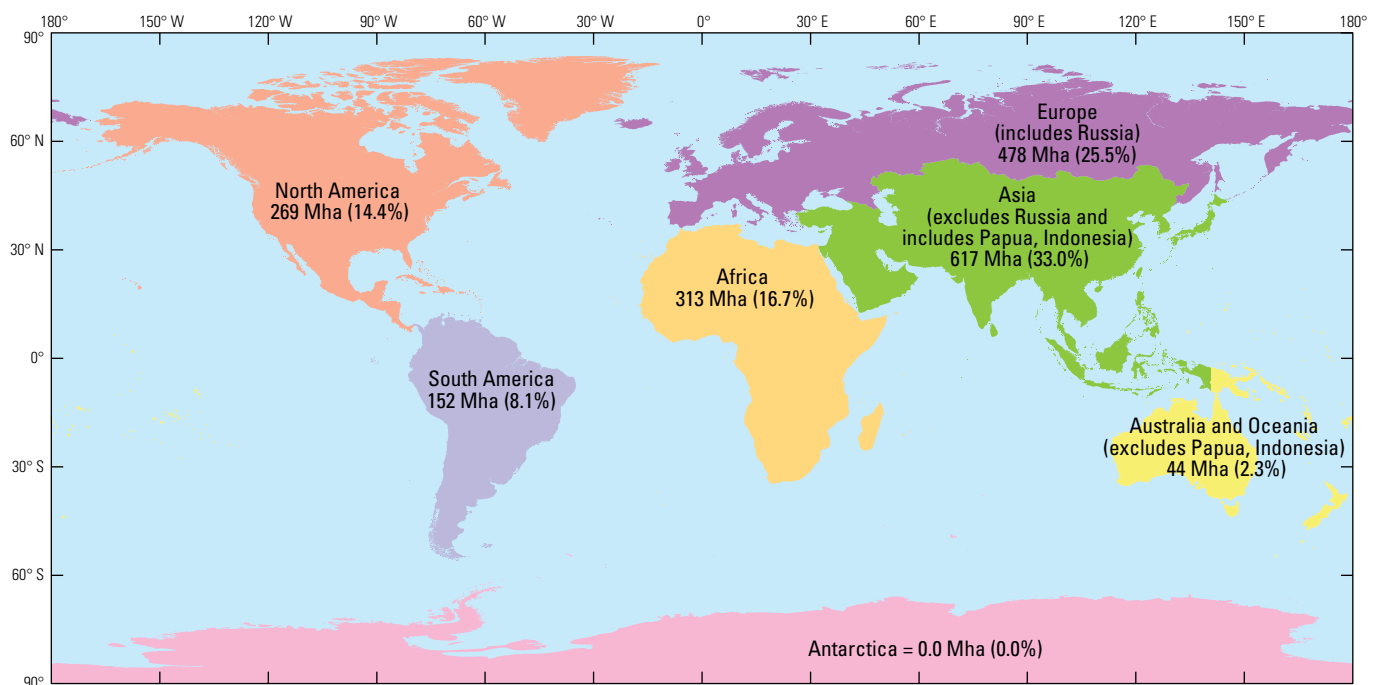 180°
150° W
120° W
90° W
60° W
30° W
0°
30° E
60° E
90° E
120° E
150° E
180°
90°
60° N
30° N
0°
30° S
60° S
90°
Europe
(includes Russia)
478 Mha (25.5%)
North America
269 Mha (14.4%)
Asia
(excludes Russia and
includes Papua, Indonesia)
617 Mha (33.0%)
Africa
313 Mha (16.7%)
South America
152 Mha (8.1%)
Australia and Oceania
(excludes Papua, Indonesia)
44 Mha (2.3%)
Antarctica = 0.0 Mha (0.0%)